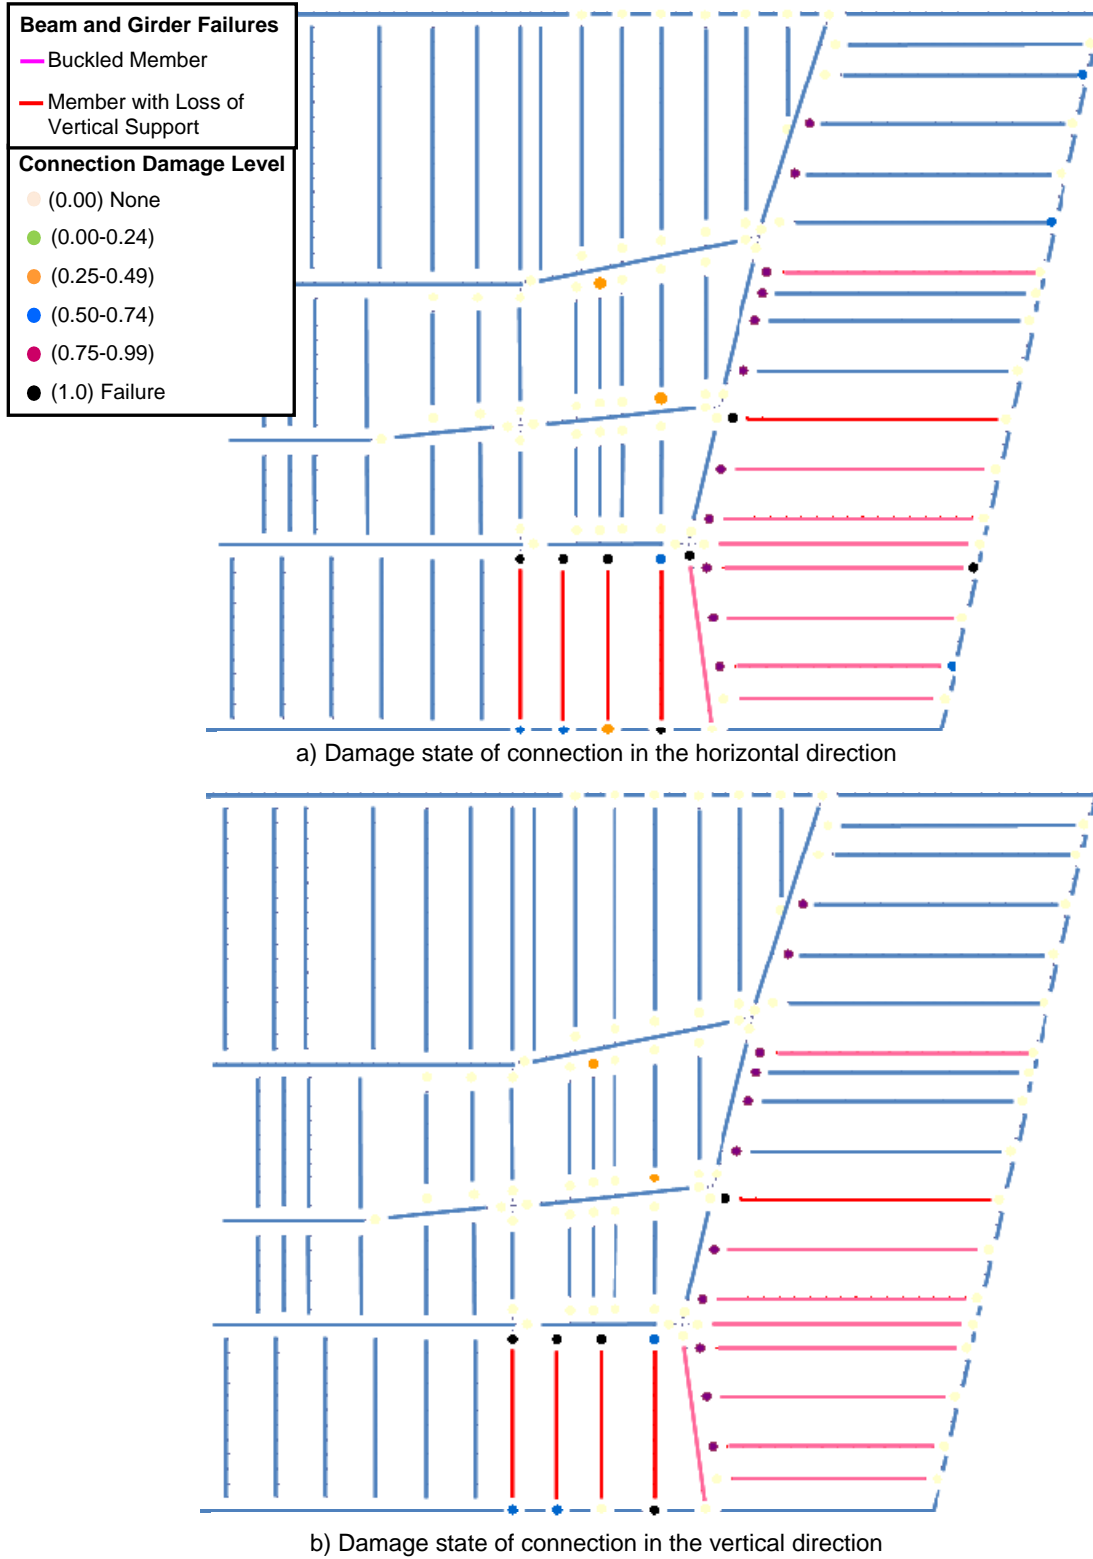 Beam and Girder Failures
Buckled Member
Member with Loss of
Vertical Support
Connection Damage Level
(0.00) None
(0.00-0.24)
(0.25-0.49)
(0.50-0.74)
(0.75-0.99)
(1.0) Failure
a) Damage state of connection in the horizontal direction
b) Damage state of connection in the vertical direction